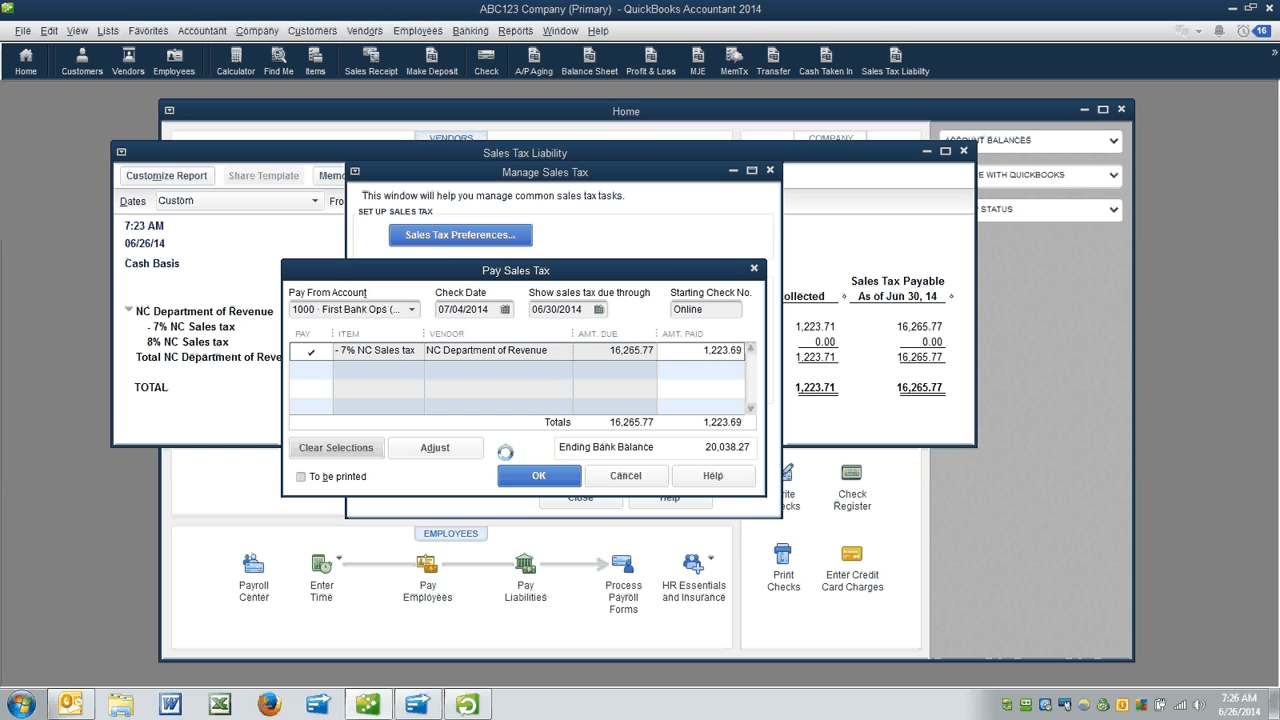 ABC123 Company (Primary) - QuickBooks Accountant 2014
File Edit View Lists Favorites Accountant Company Customers Vendors Employees Banking Reports Window Help
16
Home Customers Vendors Employees Calculator Find Me Items Sales Receipt Make Deposit Check A/P Aging Balance Sheet Profit & Loss MJE MemTx Transfer Cash Taken In Sales Tax Liability
Home
VENDORS
COMPANY
ACCOUNT BALANCES
WITH QUICKBOOKS
STATUS
Sales Tax Liability
Customize Report Share Template
Dates Custom
7:23 AM
06/26/14
Cash Basis
Sales Tax Payable
As of Jun 30, 14
NC Department of Revenue
- 7% NC Sales tax 1,223.71 16,265.77
8% NC Sales tax 0.00 0.00
Total NC Department of Reve 1,223.71 16,265.77
TOTAL 1,223.71 16,265.77
Manage Sales Tax
This window will help you manage common sales tax tasks.
SET UP SALES TAX
Sales Tax Preferences...
Pay Sales Tax
Pay From Account Check Date Show sales tax due through Starting Check No.
1000 · First Bank Ops (... 07/04/2014 06/30/2014 Online
PAY ITEM VENDOR AMT. DUE AMT. PAID
✔ - 7% NC Sales tax NC Department of Revenue 16,265.77 1,223.69
Totals 16,265.77 1,223.69
Clear Selections Adjust Ending Bank Balance 20,038.27
To be printed OK Cancel Help
Close Help
Check
Register
EMPLOYEES
Payroll
Center
Enter
Time
Pay
Employees
Pay
Liabilities
Process
Payroll
Forms
HR Essentials
and Insurance
Print
Checks
Enter Credit
Card Charges
7:26 AM
6/26/2014